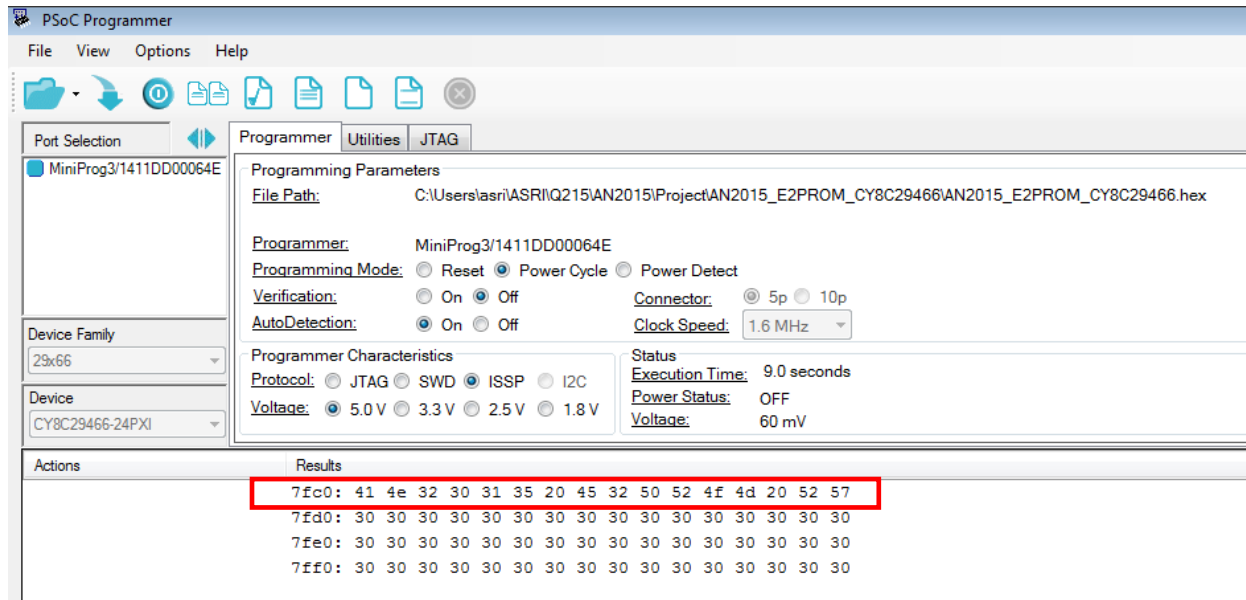 PSoC Programmer
File View Options Help
Port Selection
MiniProg3/1411DD00064E
Device Family
29x66
Device
CY8C29466-24PXI
Programmer Utilities JTAG
Programming Parameters
File Path: C:\Users\asri\ASRI\Q215\AN2015\Project\AN2015_E2PROM_CY8C29466\AN2015_E2PROM_CY8C29466.hex
Programmer: MiniProg3/1411DD00064E
Programming Mode: Reset Power Cycle Power Detect
Verification: On Off Connector: 5p 10p
AutoDetection: On Off Clock Speed: 1.6 MHz
Programmer Characteristics
Protocol: JTAG SWD ISSP I2C
Voltage: 5.0 V 3.3 V 2.5 V 1.8 V
Status
Execution Time: 9.0 seconds
Power Status: OFF
Voltage: 60 mV
Actions Results
7fc0: 41 4e 32 30 31 35 20 45 32 50 52 4f 4d 20 52 57
7fd0: 30 30 30 30 30 30 30 30 30 30 30 30 30 30 30 30
7fe0: 30 30 30 30 30 30 30 30 30 30 30 30 30 30 30 30
7ff0: 30 30 30 30 30 30 30 30 30 30 30 30 30 30 30 30